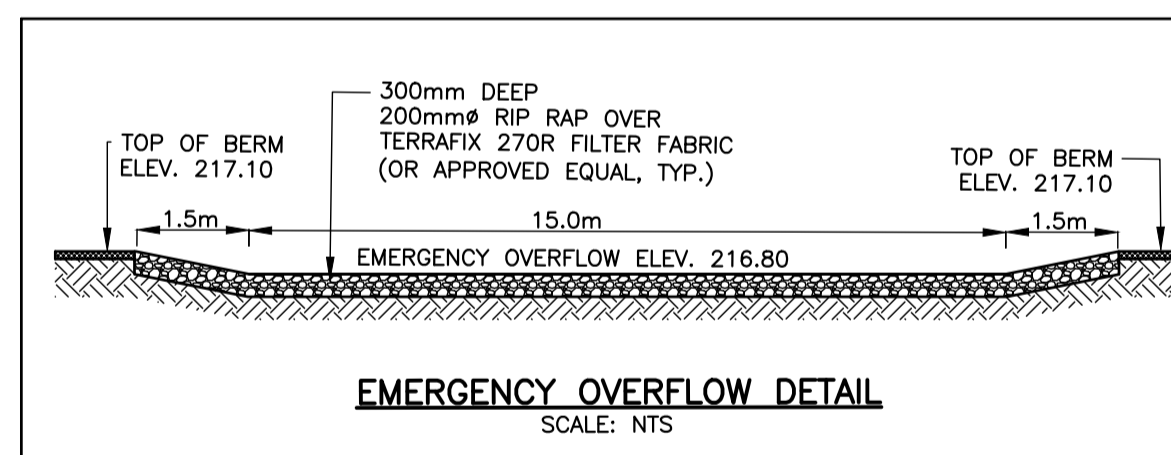 300mm DEEP
200mmø RIP RAP OVER
TERRAFIX 270R FILTER FABRIC
(OR APPROVED EQUAL, TYP.)
TOP OF BERM
ELEV. 217.10
TOP OF BERM
ELEV. 217.10
1.5m
15.0m
1.5m
EMERGENCY OVERFLOW ELEV. 216.80
EMERGENCY OVERFLOW DETAIL
SCALE: NTS